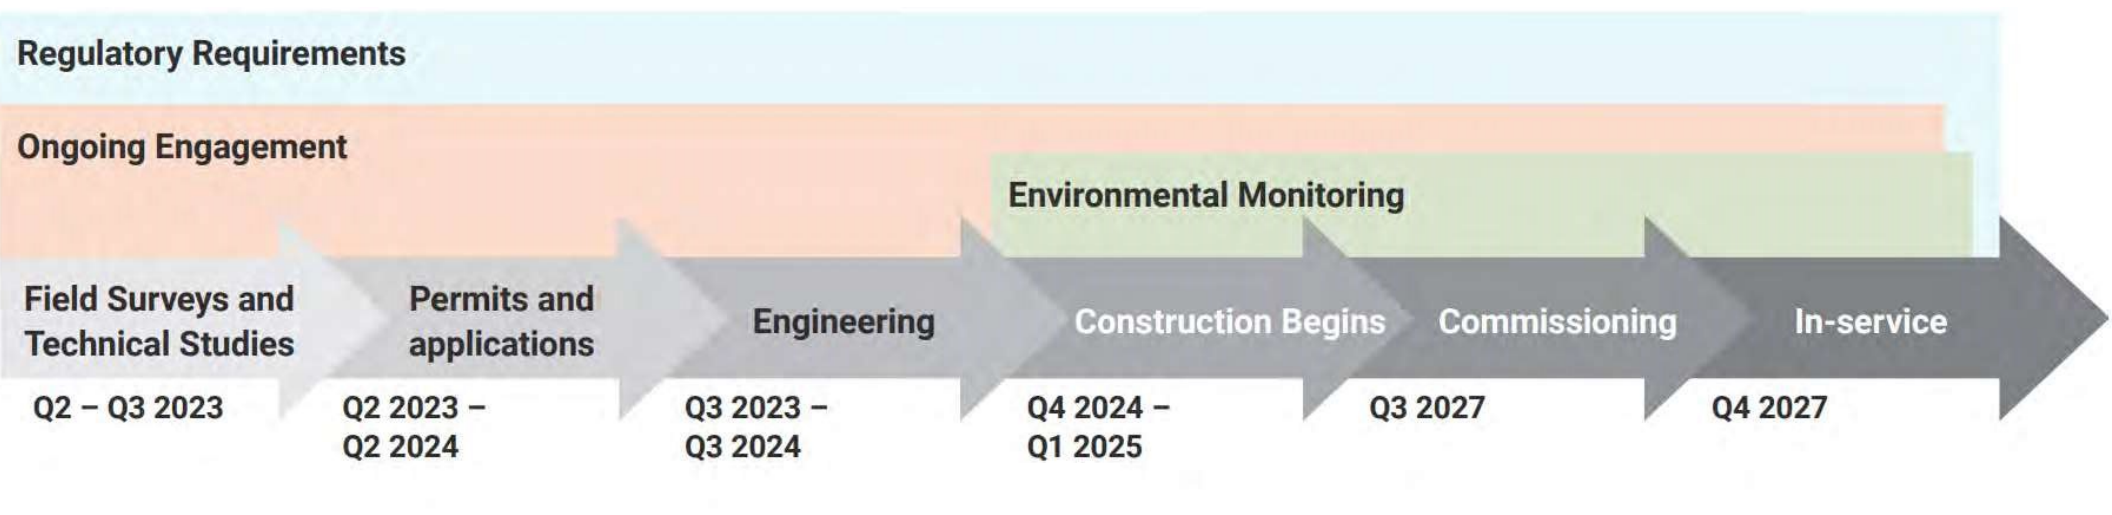 Regulatory Requirements
Ongoing Engagement
Environmental Monitoring
Field Surveys and
Technical Studies
Permits and
applications
Engineering
Construction Begins
Commissioning
In-service
Q2 – Q3 2023
Q2 2023 –
Q2 2024
Q3 2023 –
Q3 2024
Q4 2024 –
Q1 2025
Q3 2027
Q4 2027